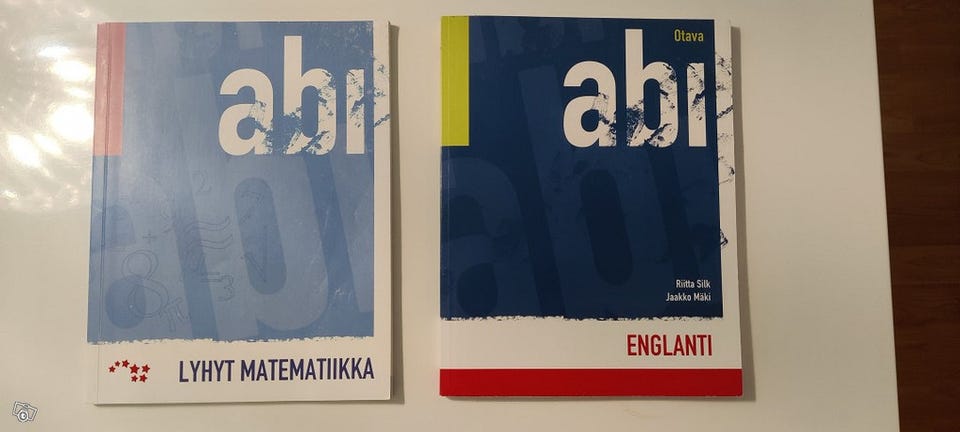 abi
LYHYT MATEMATIIKKA
Otava
abi
Riitta Silk
Jaakko Mäki
ENGLANTI